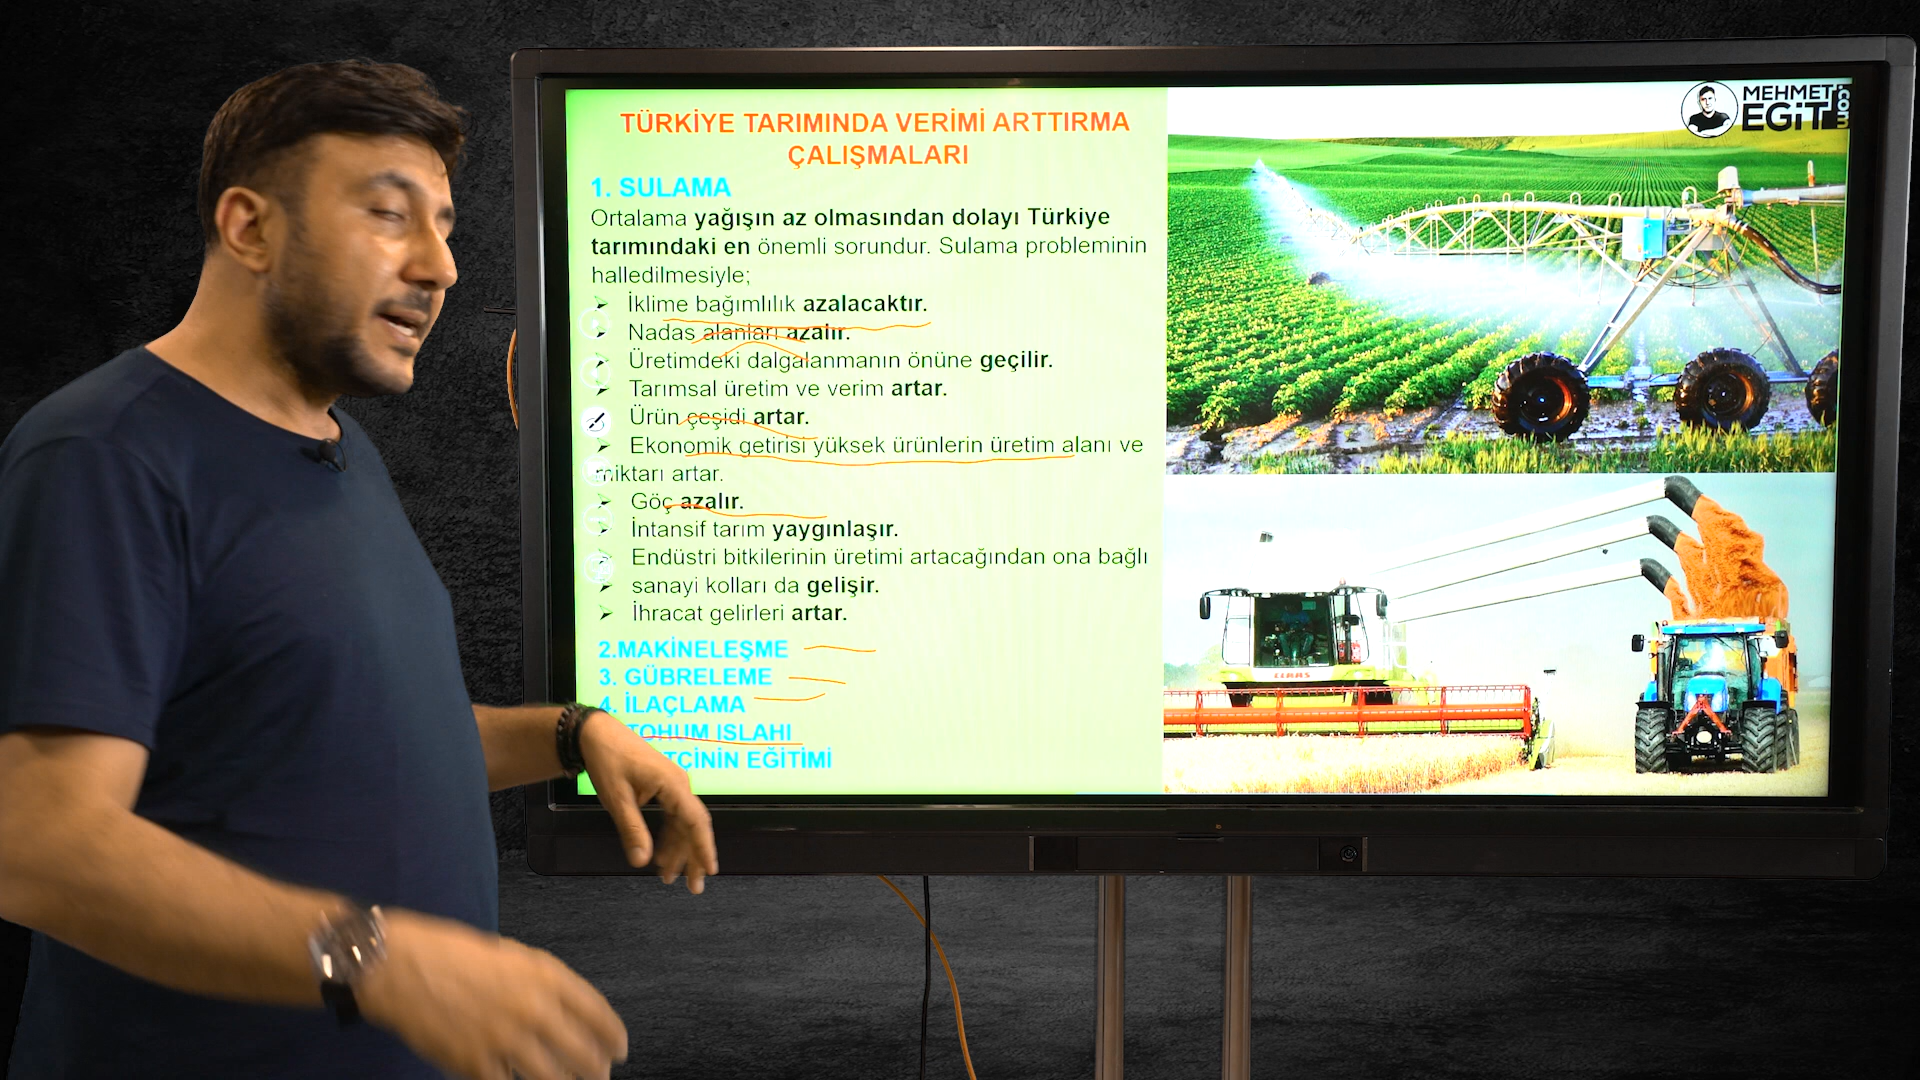 TÜRKİYE TARIMINDA VERİMİ ARTTIRMA
ÇALIŞMALARI
1. SULAMA
Ortalama yağışın az olmasından dolayı Türkiye
tarımındaki en önemli sorundur. Sulama probleminin
halledilmesiyle;
➢ İklime bağımlılık azalacaktır.
➢ Nadas alanları azalır.
➢ Üretimdeki dalgalanmanın önüne geçilir.
➢ Tarımsal üretim ve verim artar.
Ürün çeşidi artar.
➢ Ekonomik getirisi yüksek ürünlerin üretim alanı ve
miktarı artar.
➢ Göç azalır.
➢ İntansif tarım yaygınlaşır.
➢ Endüstri bitkilerinin üretimi artacağından ona bağlı
➢ sanayi kolları da gelişir.
➢ İhracat gelirleri artar.
2.MAKİNELEŞME
3. GÜBRELEME
4. İLAÇLAMA
TOHUM ISLAHI
EĞİTİMİ
MEHMET
EĞİT
.com
CLAAS